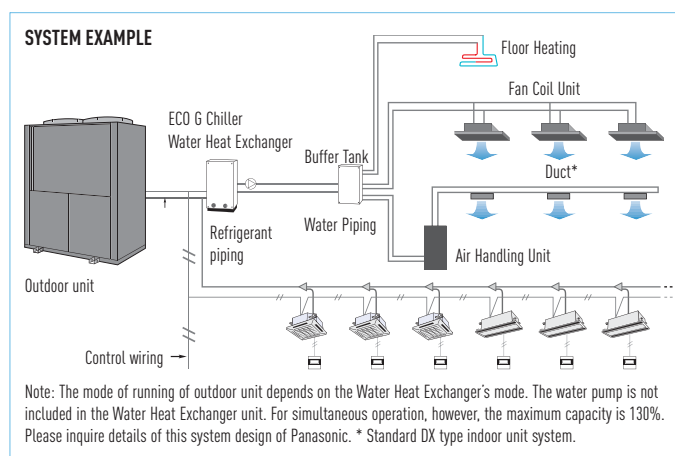 SYSTEM EXAMPLE
Floor Heating
ECO G Chiller
Water Heat Exchanger
Fan Coil Unit
Buffer Tank
Duct*
Refrigerant
piping
Water Piping
Air Handling Unit
Outdoor unit
Control wiring
Note: The mode of running of outdoor unit depends on the Water Heat Exchanger's mode. The water pump is not
included in the Water Heat Exchanger unit. For simultaneous operation, however, the maximum capacity is 130%.
Please inquire details of this system design of Panasonic. * Standard DX type indoor unit system.